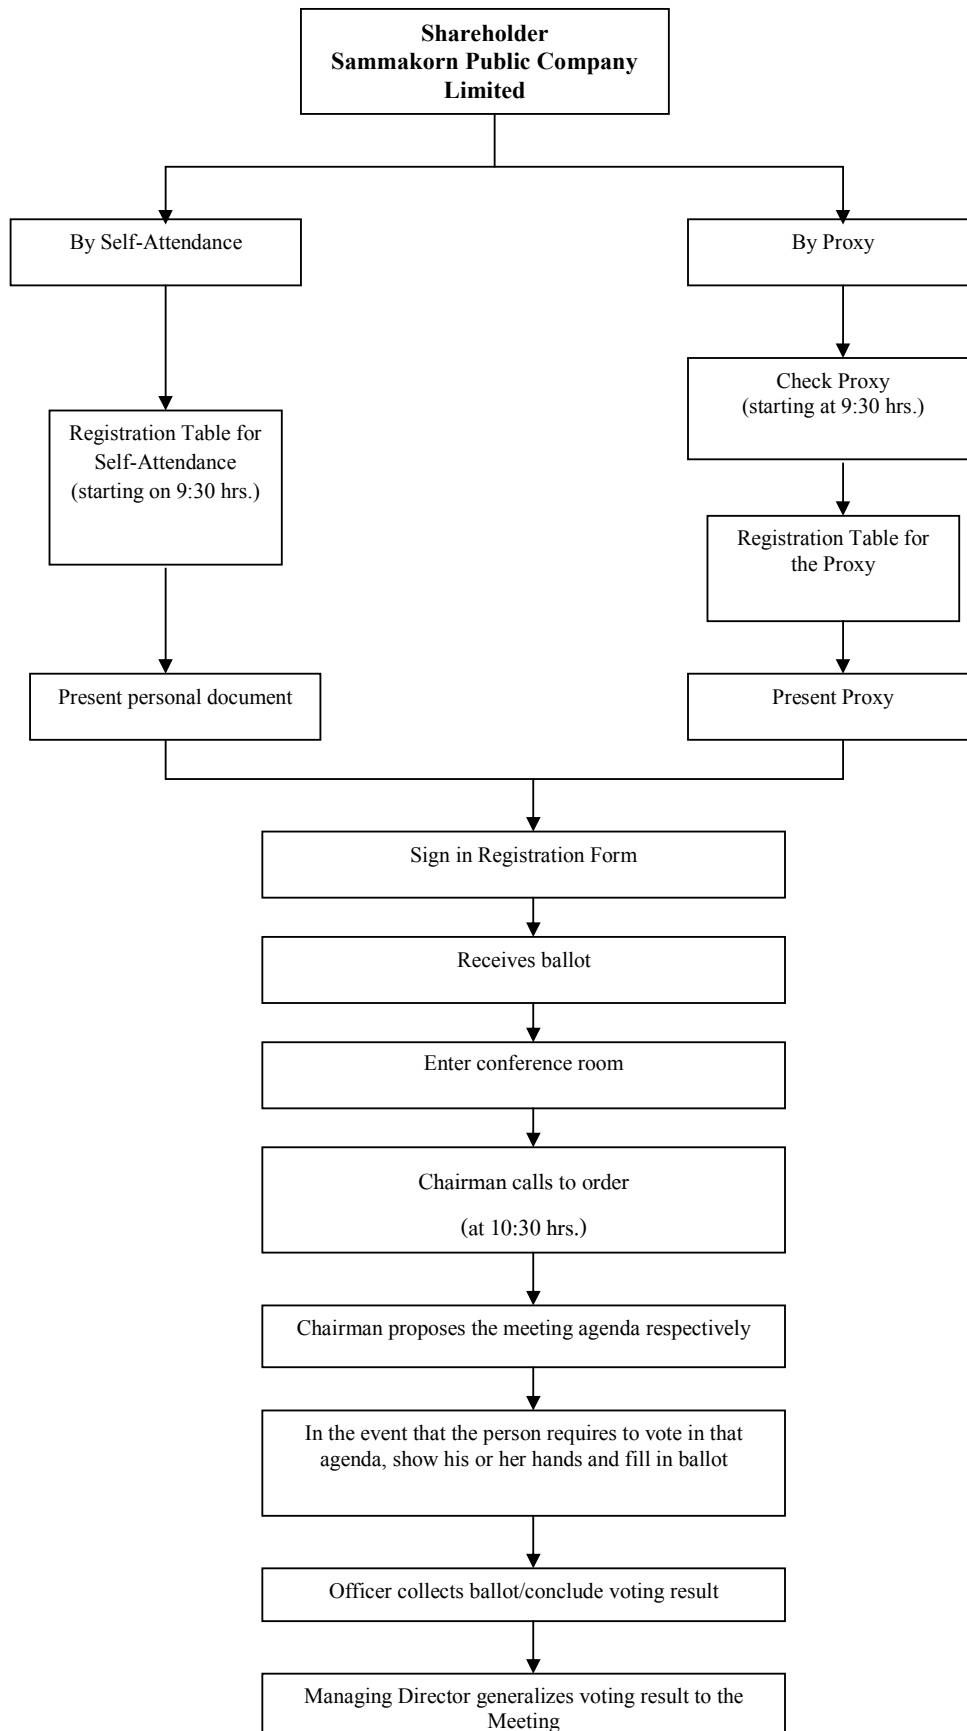 Shareholder
Sammakorn Public Company
Limited
By Self-Attendance
By Proxy
Registration Table for
Self-Attendance
(starting on 9:30 hrs.)
Check Proxy
(starting at 9:30 hrs.)
Registration Table for
the Proxy
Present personal document
Present Proxy
Sign in Registration Form
Receives ballot
Enter conference room
Chairman calls to order
(at 10:30 hrs.)
Chairman proposes the meeting agenda respectively
In the event that the person requires to vote in that
agenda, show his or her hands and fill in ballot
Officer collects ballot/conclude voting result
Managing Director generalizes voting result to the
Meeting